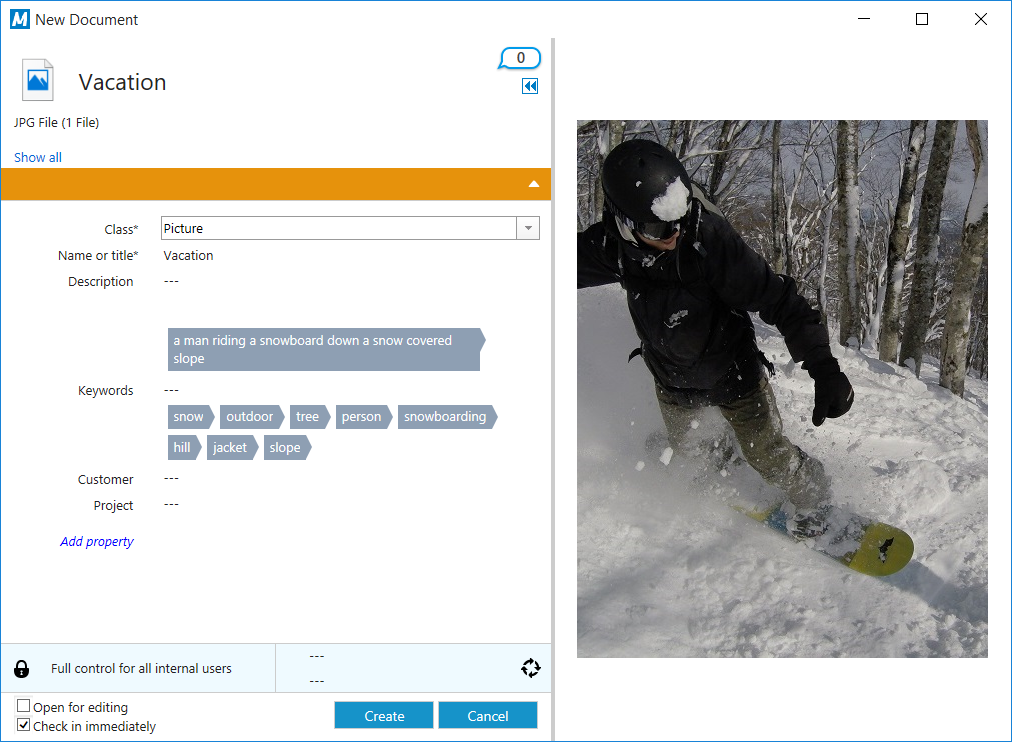 M New Document
0
Vacation
JPG File (1 File)
Show all
Class* Picture
Name or title* Vacation
Description ---
a man riding a snowboard down a snow covered
slope
Keywords ---
snow outdoor tree person snowboarding
hill jacket slope
Customer ---
Project ---
Add property
Full control for all internal users
---
---
Open for editing
Check in immediately
Create Cancel